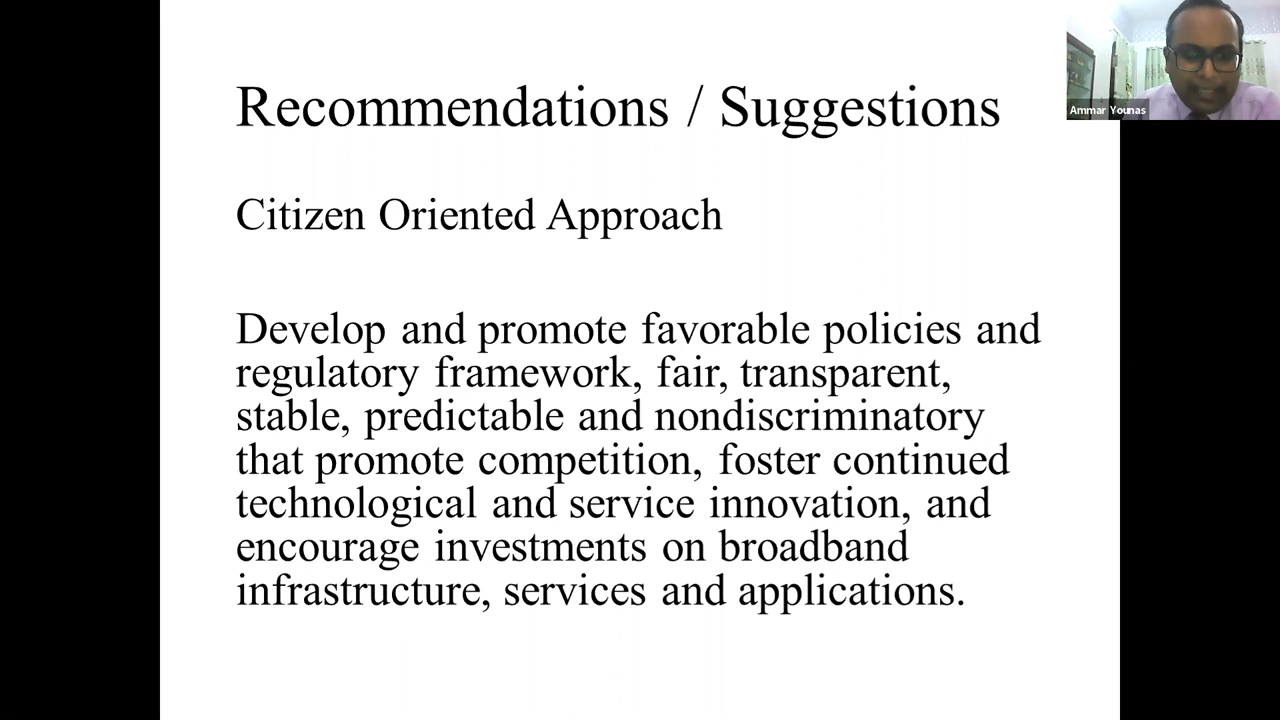 Recommendations / Suggestions
Ammar Younas
Citizen Oriented Approach
Develop and promote favorable policies and
regulatory framework, fair, transparent,
stable, predictable and nondiscriminatory
that promote competition, foster continued
technological and service innovation, and
encourage investments on broadband
infrastructure, services and applications.